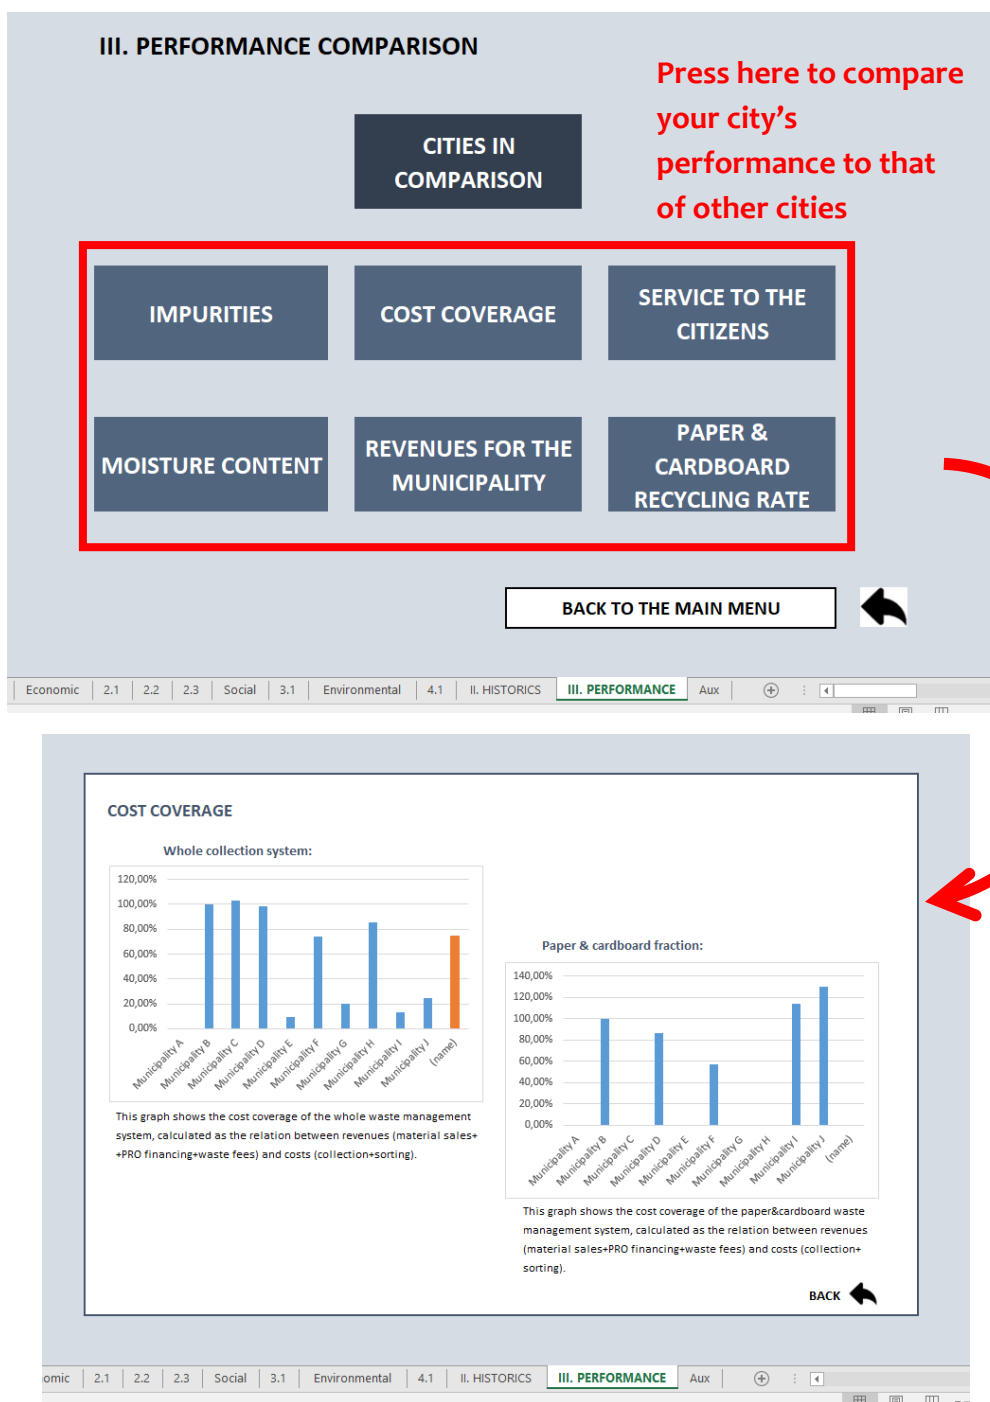 III. PERFORMANCE COMPARISON
Press here to compare
your city’s
performance to that
of other cities
CITIES IN
COMPARISON
IMPURITIES
COST COVERAGE
SERVICE TO THE
CITIZENS
MOISTURE CONTENT
REVENUES FOR THE
MUNICIPALITY
PAPER &
CARDBOARD
RECYCLING RATE
BACK TO THE MAIN MENU
Economic 2.1 2.2 2.3 Social 3.1 Environmental 4.1 II. HISTORICS III. PERFORMANCE Aux
COST COVERAGE
Whole collection system:
120,00%
100,00%
80,00%
60,00%
40,00%
20,00%
0,00%
Municipality A
Municipality B
Municipality C
Municipality D
Municipality E
Municipality F
Municipality G
Municipality H
Municipality I
Municipality J
(name)
This graph shows the cost coverage of the whole waste management
system, calculated as the relation between revenues (material sales+
+PRO financing+waste fees) and costs (collection+sorting).
Paper & cardboard fraction:
140,00%
120,00%
100,00%
80,00%
60,00%
40,00%
20,00%
0,00%
Municipality A
Municipality B
Municipality C
Municipality D
Municipality E
Municipality F
Municipality G
Municipality H
Municipality I
Municipality J
(name)
This graph shows the cost coverage of the paper&cardboard waste
management system, calculated as the relation between revenues
(material sales+PRO financing+waste fees) and costs (collection+
sorting).
BACK
omic 2.1 2.2 2.3 Social 3.1 Environmental 4.1 II. HISTORICS III. PERFORMANCE Aux